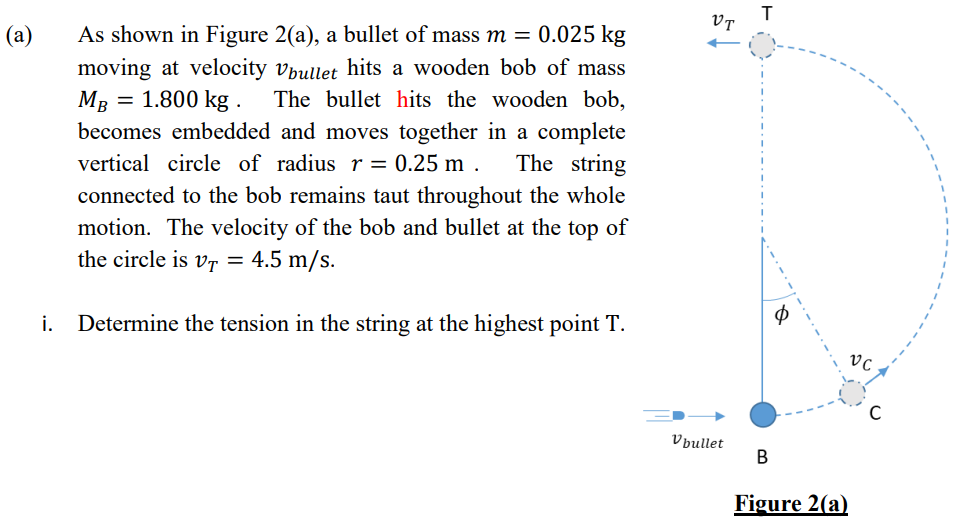 (a) As shown in Figure 2(a), a bullet of mass m = 0.025 kg
moving at velocity v_bullet hits a wooden bob of mass
M_B = 1.800 kg . The bullet hits the wooden bob,
becomes embedded and moves together in a complete
vertical circle of radius r = 0.25 m . The string
connected to the bob remains taut throughout the whole
motion. The velocity of the bob and bullet at the top of
the circle is v_T = 4.5 m/s.
i. Determine the tension in the string at the highest point T.
v_T
T
ϕ
v_C
C
v_bullet
B
Figure 2(a)